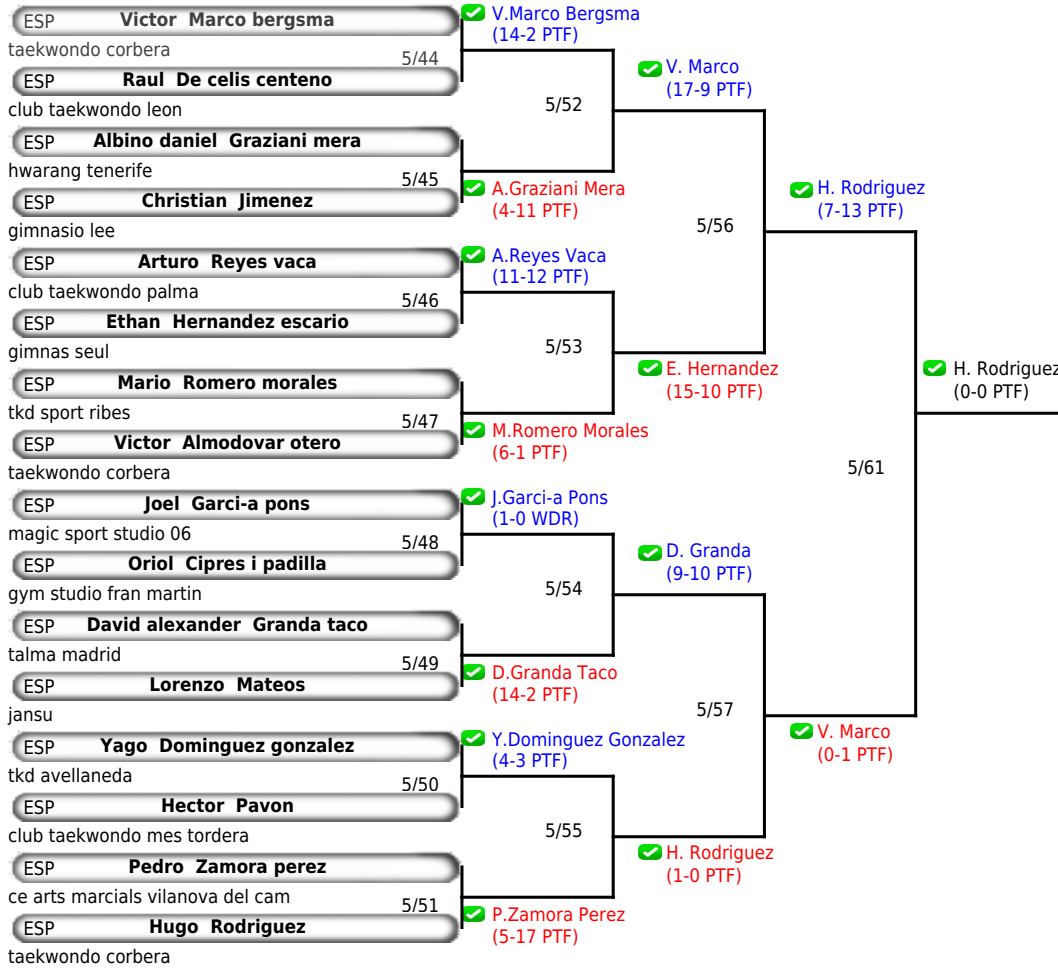 ESP Victor Marco bergsma
taekwondo corbera
5/44
ESP Raul De celis centeno
club taekwondo leon
ESP Albino daniel Graziani mera
hwarang tenerife
5/45
ESP Christian Jimenez
gimnasio lee
ESP Arturo Reyes vaca
club taekwondo palma
5/46
ESP Ethan Hernandez escario
gimnas seul
ESP Mario Romero morales
tkd sport ribes
5/47
ESP Victor Almodovar otero
taekwondo corbera
ESP Joel Garci-a pons
magic sport studio 06
5/48
ESP Oriol Cipres i padilla
gym studio fran martin
ESP David alexander Granda taco
talma madrid
5/49
ESP Lorenzo Mateos
jansu
ESP Yago Dominguez gonzalez
tkd avellaneda
5/50
ESP Hector Pavon
club taekwondo mes tordera
ESP Pedro Zamora perez
ce arts marcials vilanova del cam
5/51
ESP Hugo Rodriguez
taekwondo corbera
V.Marco Bergsma
(14-2 PTF)
5/52
A.Graziani Mera
(4-11 PTF)
A.Reyes Vaca
(11-12 PTF)
5/53
M.Romero Morales
(6-1 PTF)
J.Garci-a Pons
(1-0 WDR)
5/54
D.Granda Taco
(14-2 PTF)
Y.Dominguez Gonzalez
(4-3 PTF)
5/55
P.Zamora Perez
(5-17 PTF)
V. Marco
(17-9 PTF)
5/56
E. Hernandez
(15-10 PTF)
D. Granda
(9-10 PTF)
5/57
H. Rodriguez
(1-0 PTF)
H. Rodriguez
(7-13 PTF)
5/61
V. Marco
(0-1 PTF)
H. Rodriguez
(0-0 PTF)